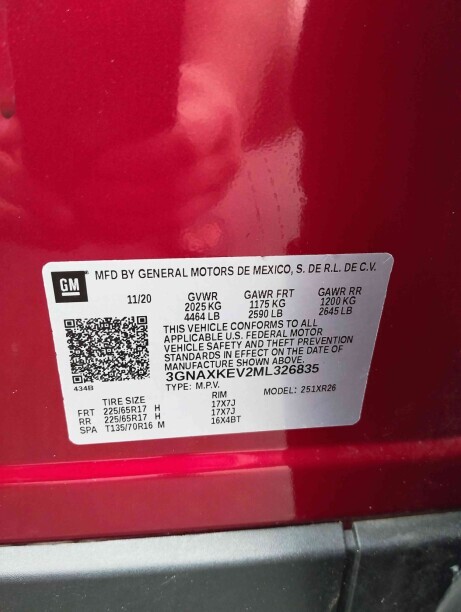 GM
MFD BY GENERAL MOTORS DE MEXICO, S. DE R.L. DE C.V.
11/20 GVWR GAWR FRT GAWR RR
2025 KG 1175 KG 1200 KG
4464 LB 2590 LB 2645 LB
THIS VEHICLE CONFORMS TO ALL
APPLICABLE U.S. FEDERAL MOTOR
VEHICLE SAFETY AND THEFT PREVENTION
STANDARDS IN EFFECT ON THE DATE OF
MANUFACTURE SHOWN ABOVE.
3GNAXKEV2ML326835
434B TYPE: M.P.V. MODEL: 251XR26
TIRE SIZE RIM
FRT 225/65R17 H 17X7J
RR 225/65R17 H 17X7J
SPA T135/70R16 M 16X4BT